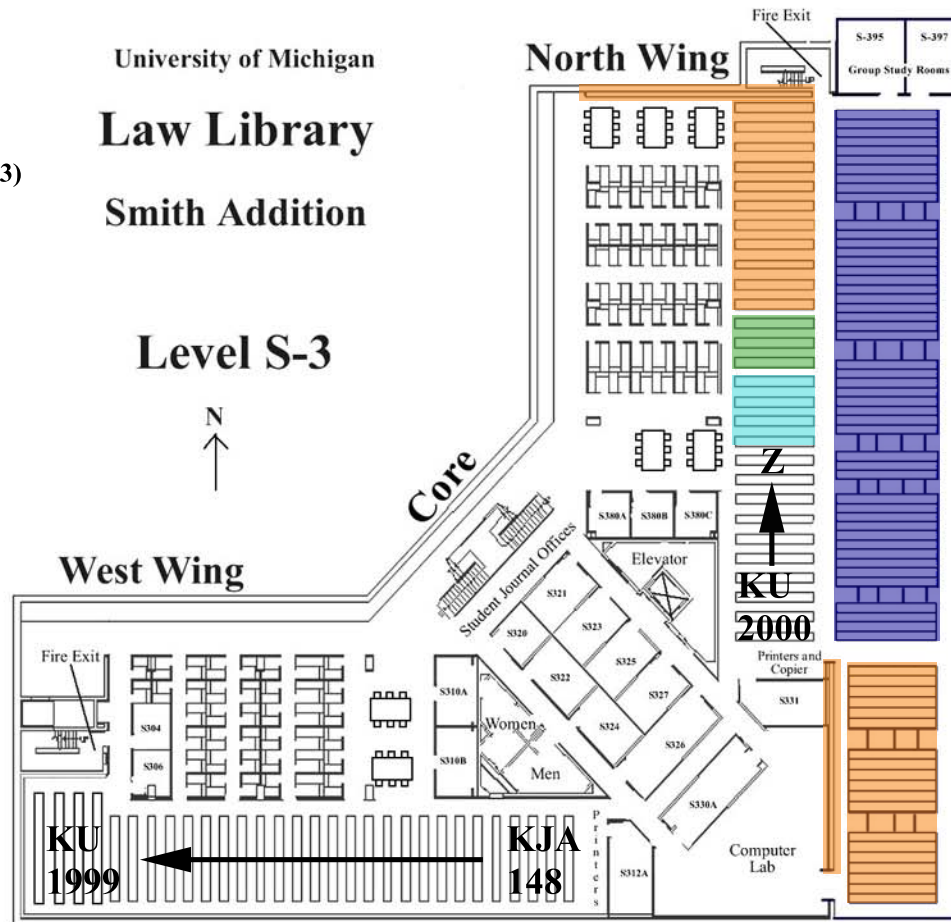 University of Michigan
Law Library
3)
Smith Addition
Level S-3
N
North Wing
Fire Exit
S-395
S-397
Group Study Rooms
Core
West Wing
Fire Exit
Student Journal Offices
S380A
S380B
S380C
Elevator
Z
KU
2000
S321
S320
S323
S322
S325
S324
S327
S326
S330A
Printers and
Copier
S331
S304
S306
S310A
S310B
Women
Men
KU
1999
KJA
148
Printers
S312A
Computer
Lab